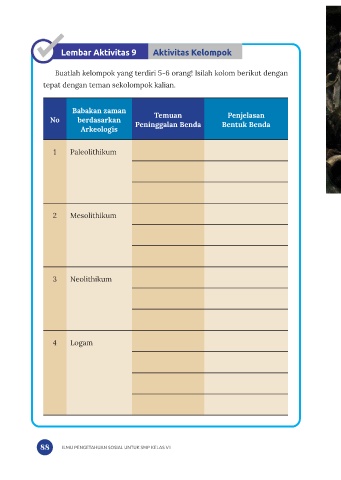 Lembar Aktivitas 9 Aktivitas Kelompok
Buatlah kelompok yang terdiri 5-6 orang! Isilah kolom berikut dengan
tepat dengan teman sekolompok kalian.
No
Babakan zaman
berdasarkan
Arkeologis
Temuan
Peninggalan Benda
Penjelasan
Bentuk Benda
1 Paleolithikum
2 Mesolithikum
3 Neolithikum
4 Logam
88 ILMU PENGETAHUAN SOSIAL UNTUK SMP KELAS VII